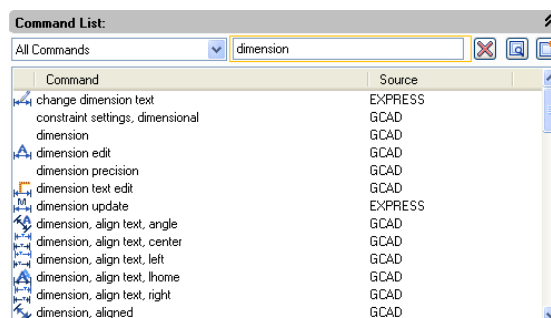 Command List:
All Commands dimension
Command Source
change dimension text EXPRESS
constraint settings, dimensional GCAD
dimension GCAD
dimension edit GCAD
dimension precision GCAD
dimension text edit GCAD
dimension update EXPRESS
dimension, align text, angle GCAD
dimension, align text, center GCAD
dimension, align text, left GCAD
dimension, align text, lhome GCAD
dimension, align text, right GCAD
dimension, aligned GCAD